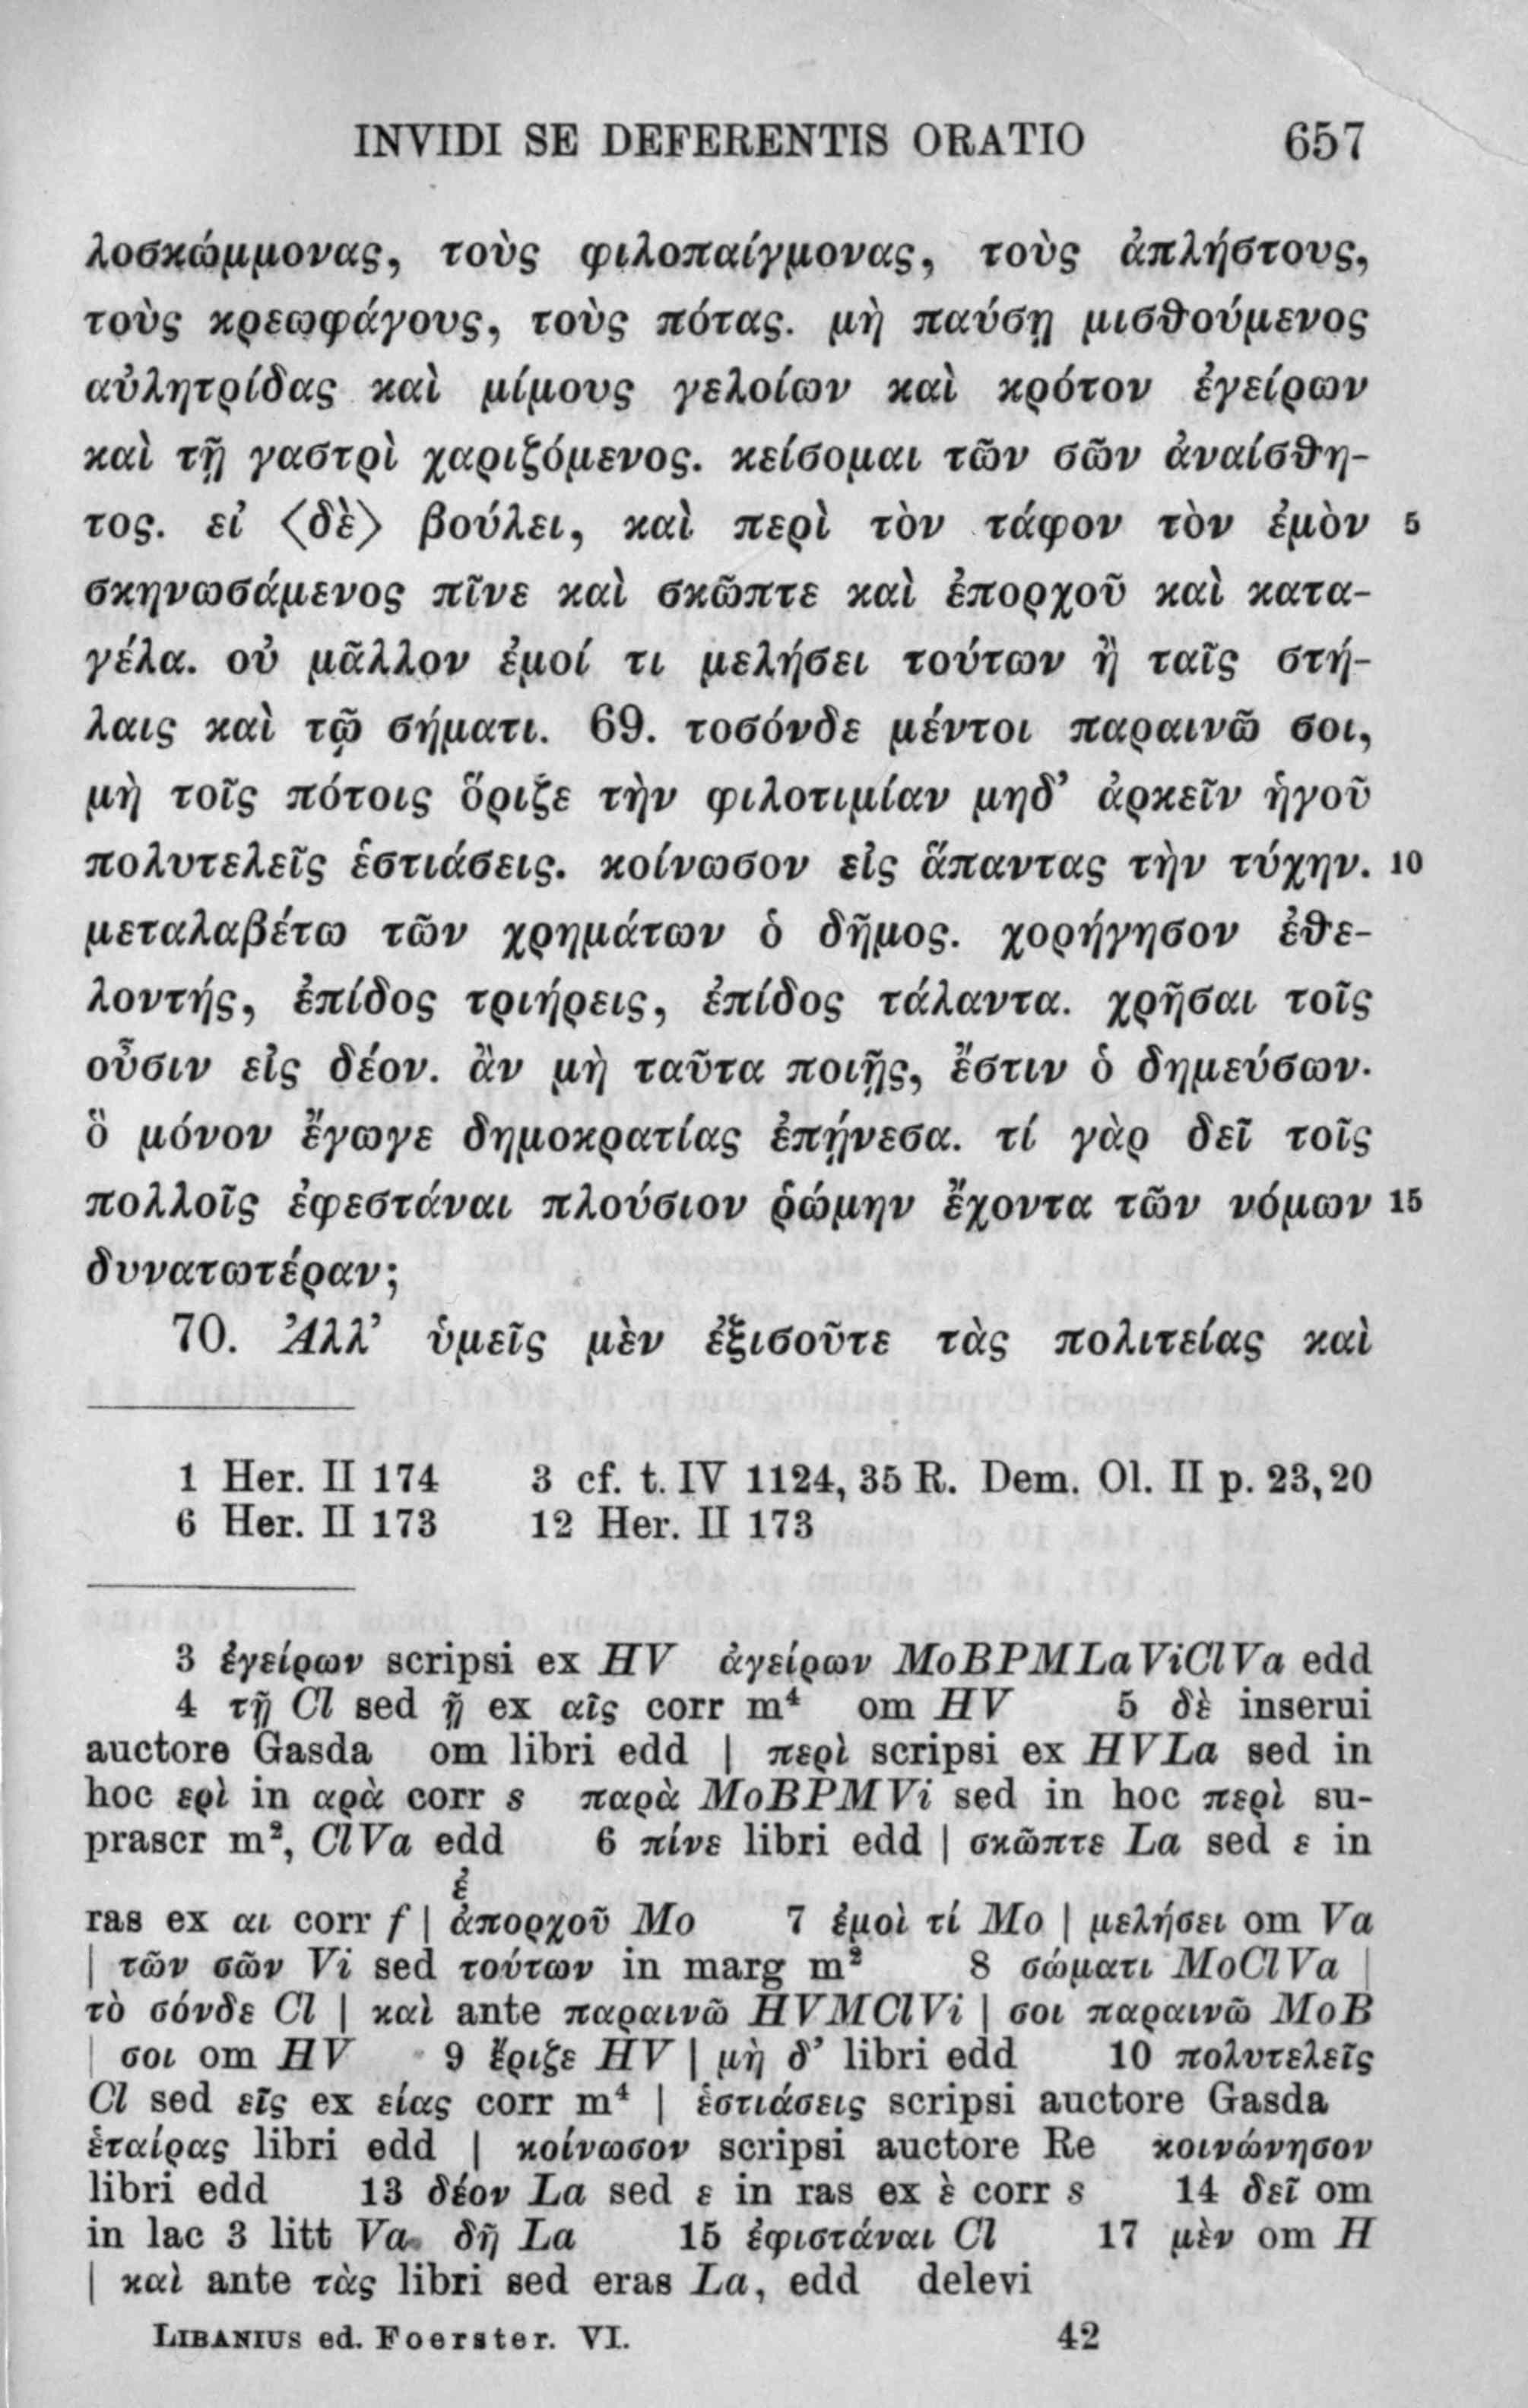 INVIDI SE DEFERENTIS ORATIO 657
λοσκώμμονας, τοὺς φιλοπαίγμονας, τοὺς ἀπλήστους,
τοὺς κρεωφάγους, τοὺς πότας. μὴ παύσῃ μισθούμενος
αὐλητρίδας καὶ μίμους γελοίων καὶ κρότον ἐγείρων
καὶ τῇ γαστρὶ χαριζόμενος. κείσομαι τῶν σῶν ἀναίσθη-
τος. εἰ ⟨δὲ⟩ βούλει, καὶ περὶ τὸν τάφον τὸν ἐμὸν 5
σκηνωσάμενος πῖνε καὶ σκῶπτε καὶ ἐπορχοῦ καὶ κατα-
γέλα. οὐ μᾶλλον ἐμοί τι μελήσει τούτων ἢ ταῖς στή-
λαις καὶ τῷ σήματι. 69. τοσόνδε μέντοι παραινῶ σοι,
μὴ τοῖς πότοις ὅριζε τὴν φιλοτιμίαν μηδ' ἀρκεῖν ἡγοῦ
πολυτελεῖς ἑστιάσεις. κοίνωσον εἰς ἅπαντας τὴν τύχην. 10
μεταλαβέτω τῶν χρημάτων ὁ δῆμος. χορήγησον ἐθε-
λοντής, ἐπίδος τριήρεις, ἐπίδος τάλαντα. χρῆσαι τοῖς
οὖσιν εἰς δέον. ἂν μὴ ταῦτα ποιῇς, ἔστιν ὁ δημεύσων·
ὃ μόνον ἔγωγε δημοκρατίας ἐπῄνεσα. τί γὰρ δεῖ τοῖς
πολλοῖς ἐφεστάναι πλούσιον ῥώμην ἔχοντα τῶν νόμων 15
δυνατωτέραν;
70. Ἀλλ' ὑμεῖς μὲν ἐξισοῦτε τὰς πολιτείας καὶ
1 Her. II 174 3 cf. t. IV 1124, 35 R. Dem. Ol. II p. 23, 20
6 Her. II 173 12 Her. II 173
3 ἐγείρων scripsi ex HV ἀγείρων MoBPMLaViClVa edd
4 τῇ Cl sed ῇ ex αῖς corr m⁴ om HV 5 δὲ inserui
auctore Gasda om libri edd | περὶ scripsi ex HVLa sed in
hoc ερὶ in αρὰ corr s παρὰ MoBPMVi sed in hoc περὶ su-
prascr m², ClVa edd 6 πίνε libri edd | σκῶπτε La sed ε in
ἐ
ras ex αι corr f | ἀπορχοῦ Mo 7 ἐμοὶ τί Mo | μελήσει om Va
| τῶν σῶν Vi sed τούτων in marg m² 8 σώματι MoClVa |
τὸ σόνδε Cl | καὶ ante παραινῶ HVMClVi | σοι παραινῶ MoB
| σοι om HV 9 ἔριζε HV | μὴ δ' libri edd 10 πολυτελεῖς
Cl sed εῖς ex είας corr m⁴ | ἑστιάσεις scripsi auctore Gasda
ἑταίρας libri edd | κοίνωσον scripsi auctore Re κοινώνησον
libri edd 13 δέον La sed ε in ras ex ὲ corr s 14 δεῖ om
in lac 3 litt Va. δῆ La 15 ἐφιστάναι Cl 17 μὲν om H
| καὶ ante τὰς libri sed eras La, edd delevi
LIBANIUS ed. Foerster. VI. 42